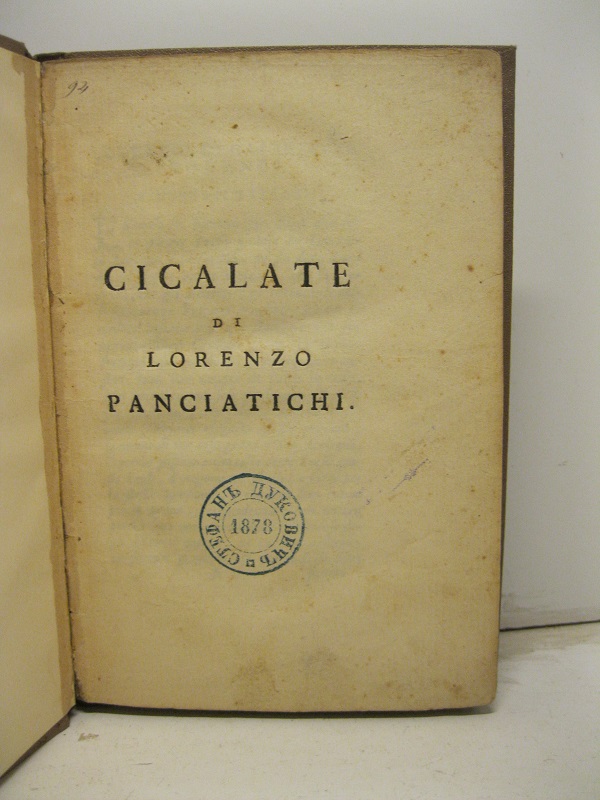 94
CICALATE
DI
LORENZO
PANCIATICHI.
СТЕФАНЪ ДУКОВИЧЪ
1878